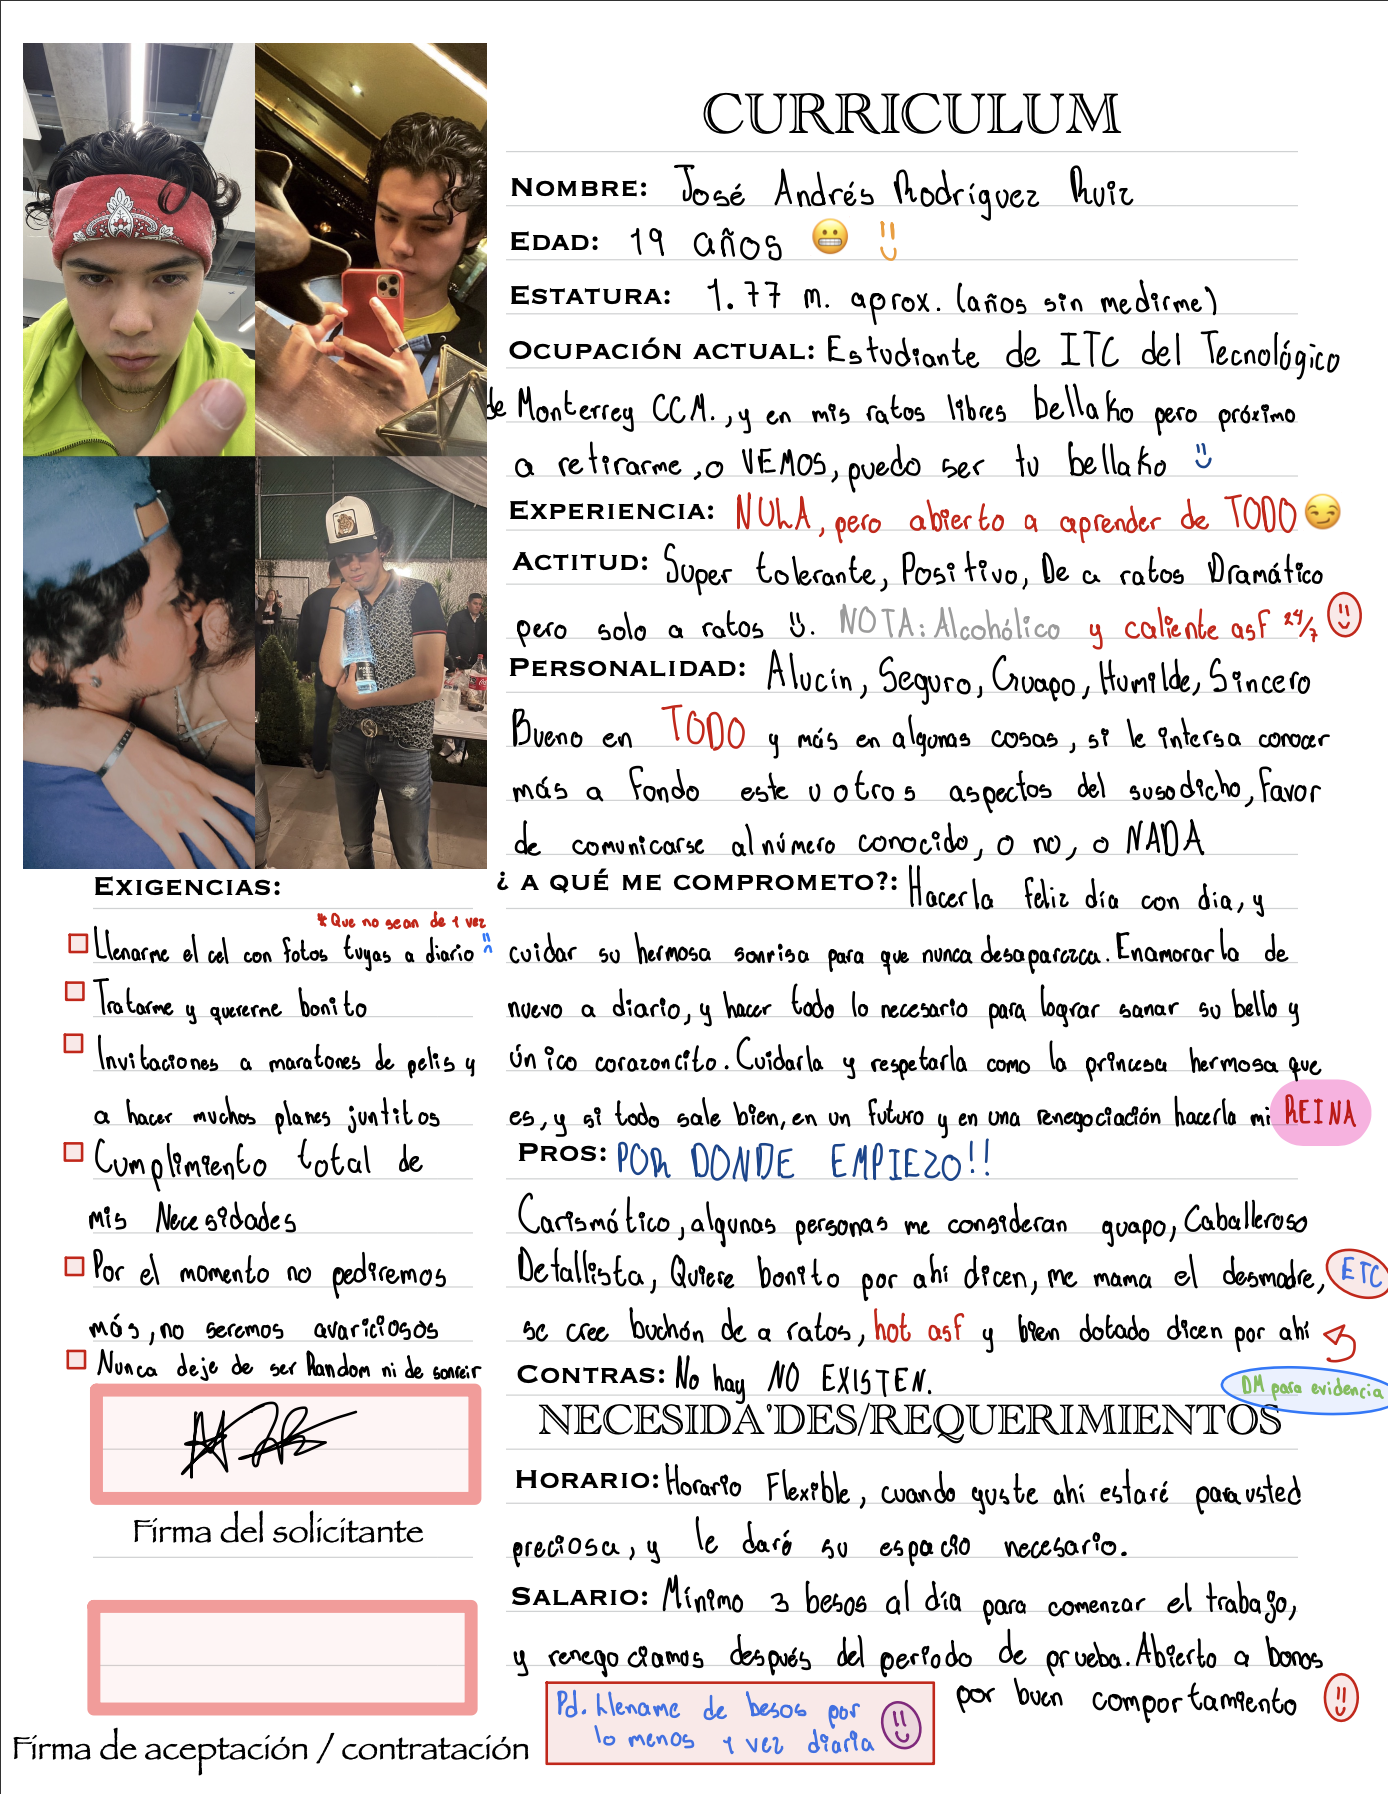 CURRICULUM
NOMBRE: José Andrés Rodríguez Ruiz
EDAD: 19 años 😬 :)
ESTATURA: 1.77 m. aprox. (años sin medirme)
OCUPACIÓN ACTUAL: Estudiante de ITC del Tecnológico
de Monterrey CCM., y en mis ratos libres bellako pero próximo
a retirarme, o VEMOS, puedo ser tu bellako :)
EXPERIENCIA: NULA, pero abierto a aprender de TODO 😏
ACTITUD: Super tolerante, Positivo, De a ratos Dramático
pero solo a ratos :). NOTA: Alcohólico y caliente asf 24/7 :)
PERSONALIDAD: Alucín, Seguro, Guapo, Humilde, Sincero
Bueno en TODO y más en algunas cosas, si le intersa conocer
más a fondo este u otros aspectos del susodicho, favor
de comunicarse al número conocido, o no, o NADA
¿A QUÉ ME COMPROMETO?: Hacerla feliz día con dia, y
cuidar su hermosa sonrisa para que nunca desaparezca. Enamorarla de
nuevo a diario, y hacer todo lo necesario para lograr sanar su bello y
único corazoncito. Cuidarla y respetarla como la princesa hermosa que
es, y si todo sale bien, en un futuro y en una renegociación hacerla mi REINA
PROS: POR DONDE EMPIEZO!!
Carismático, algunas personas me consideran guapo, Caballeroso
Detallista, Quiere bonito por ahí dicen, me mama el desmadre, ETC
se cree buchón de a ratos, hot asf y bien dotado dicen por ahí
DM para evidencia
CONTRAS: No hay NO EXISTEN.
NECESIDA'DES/REQUERIMIENTOS
HORARIO: Horario Flexible, cuando guste ahi estaré para usted
preciosa, y le daré su espacio necesario.
SALARIO: Mínimo 3 besos al día para comenzar el trabajo,
y renegociamos después del periodo de prueba. Abierto a bonos
por buen comportamiento :)
Pd. Llename de besos por
lo menos 1 vez diaria :)
EXIGENCIAS:
*Que no sean de 1 vez
Llenarme el cel con fotos tuyas a diario :(
Tratarme y quererme bonito
Invitaciones a maratones de pelis y
a hacer muchos planes juntitos
Cumplimiento total de
mis Necesidades
Por el momento no pediremos
más, no seremos avariciosos
Nunca deje de ser Random ni de sonreir
Firma del solicitante
Firma de aceptación / contratación